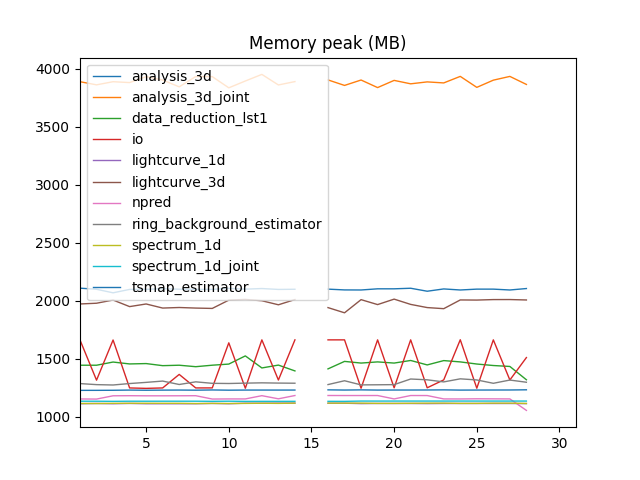 Memory peak (MB)
4000
3500
3000
2500
2000
1500
1000
analysis_3d
analysis_3d_joint
data_reduction_lst1
io
lightcurve_1d
lightcurve_3d
npred
ring_background_estimator
spectrum_1d
spectrum_1d_joint
tsmap_estimator
5 10 15 20 25 30